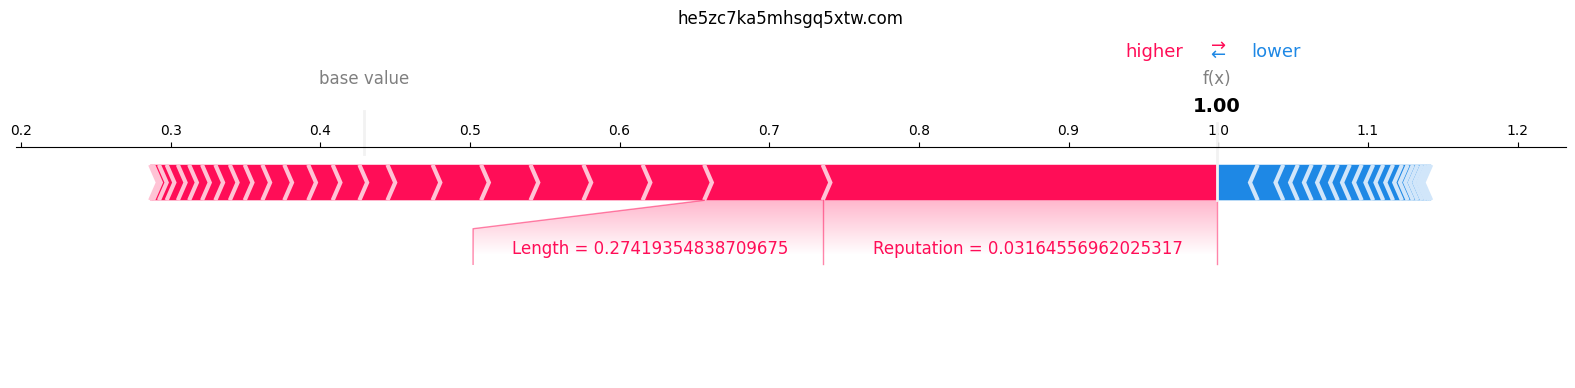 he5zc7ka5mhsgq5xtw.com
higher ⇄ lower
base value f(x)
1.00
0.2 0.3 0.4 0.5 0.6 0.7 0.8 0.9 1.0 1.1 1.2
Length = 0.27419354838709675 Reputation = 0.03164556962025317